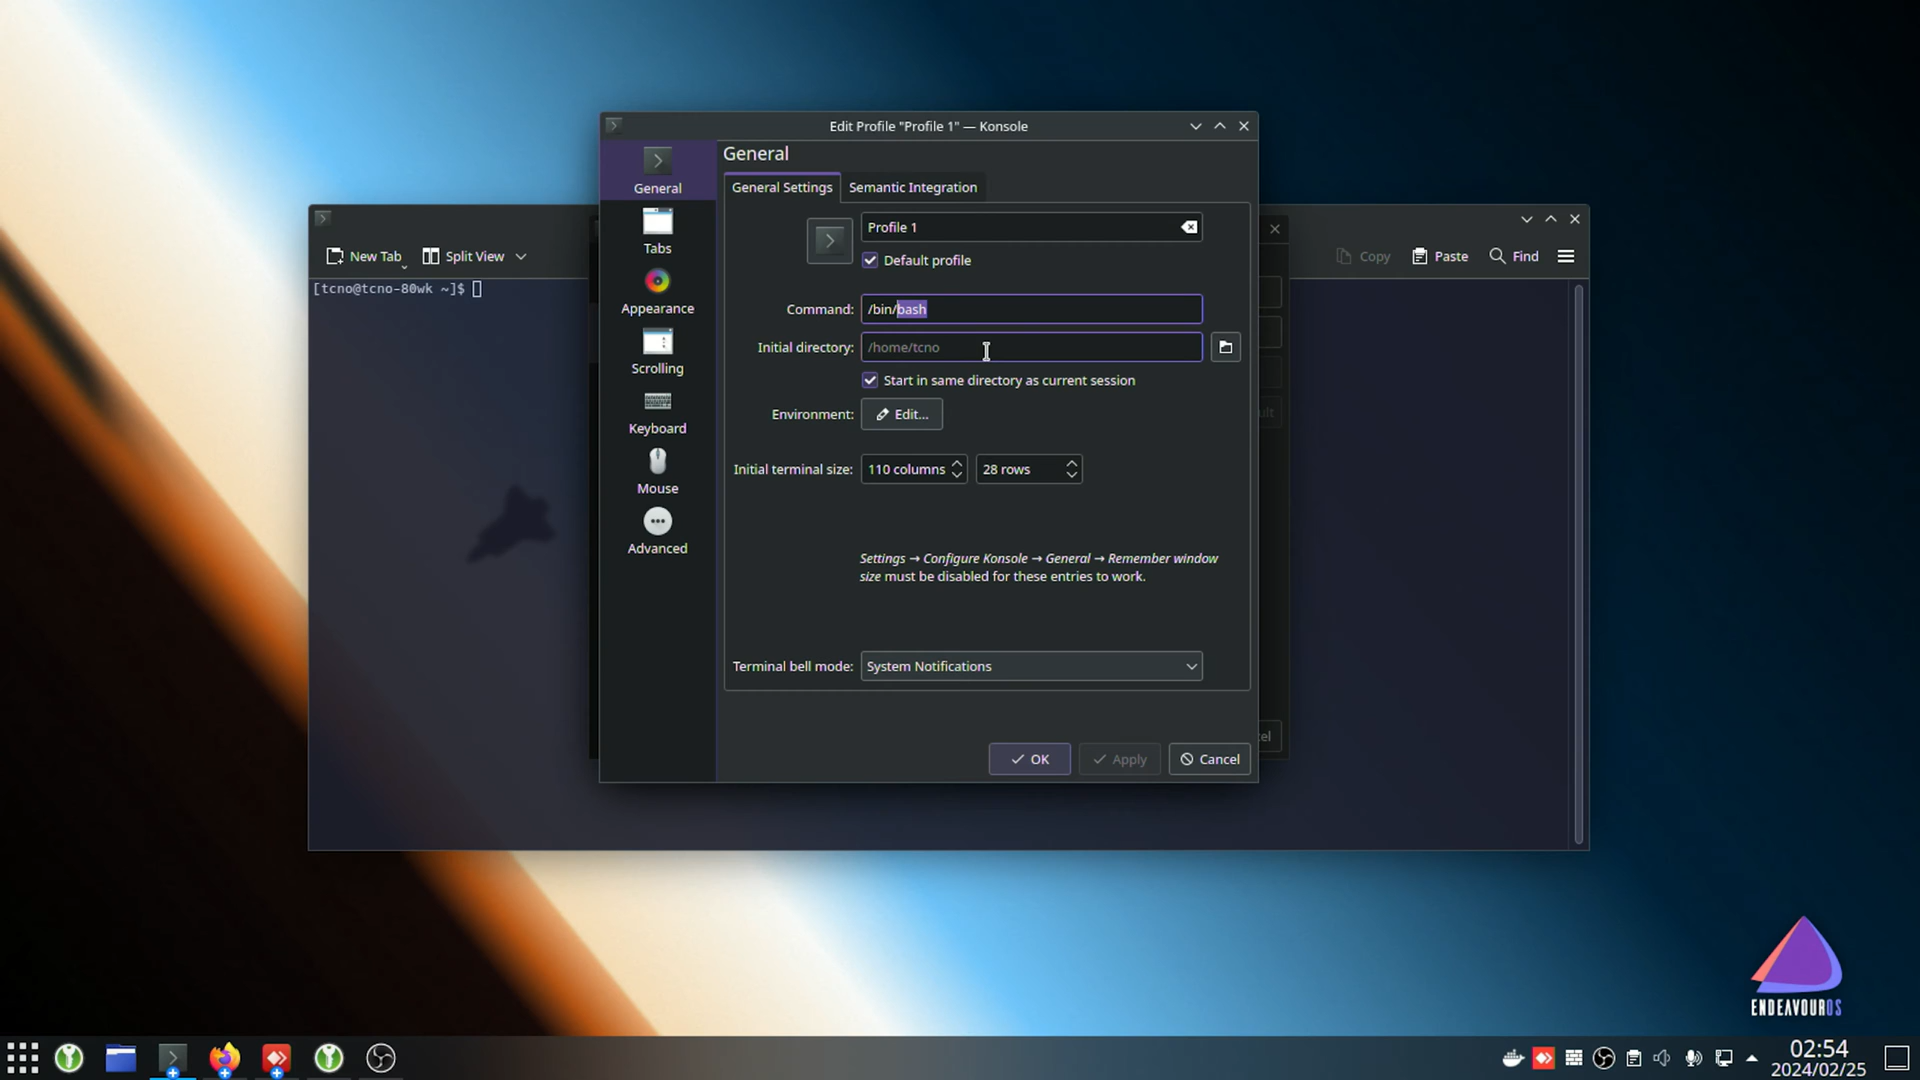 Edit Profile "Profile 1" — Konsole
General
General
General Settings
Semantic Integration
Tabs
Appearance
Scrolling
Keyboard
Mouse
Advanced
Profile 1
Default profile
Command: /bin/bash
Initial directory: /home/tcno
Start in same directory as current session
Environment: Edit...
Initial terminal size: 110 columns 28 rows
Settings → Configure Konsole → General → Remember window
size must be disabled for these entries to work.
Terminal bell mode: System Notifications
OK
Apply
Cancel
New Tab
Split View
Copy
Paste
Find
[tcno@tcno-80wk ~]$
ENDEAVOUROS
02:54
2024/02/25